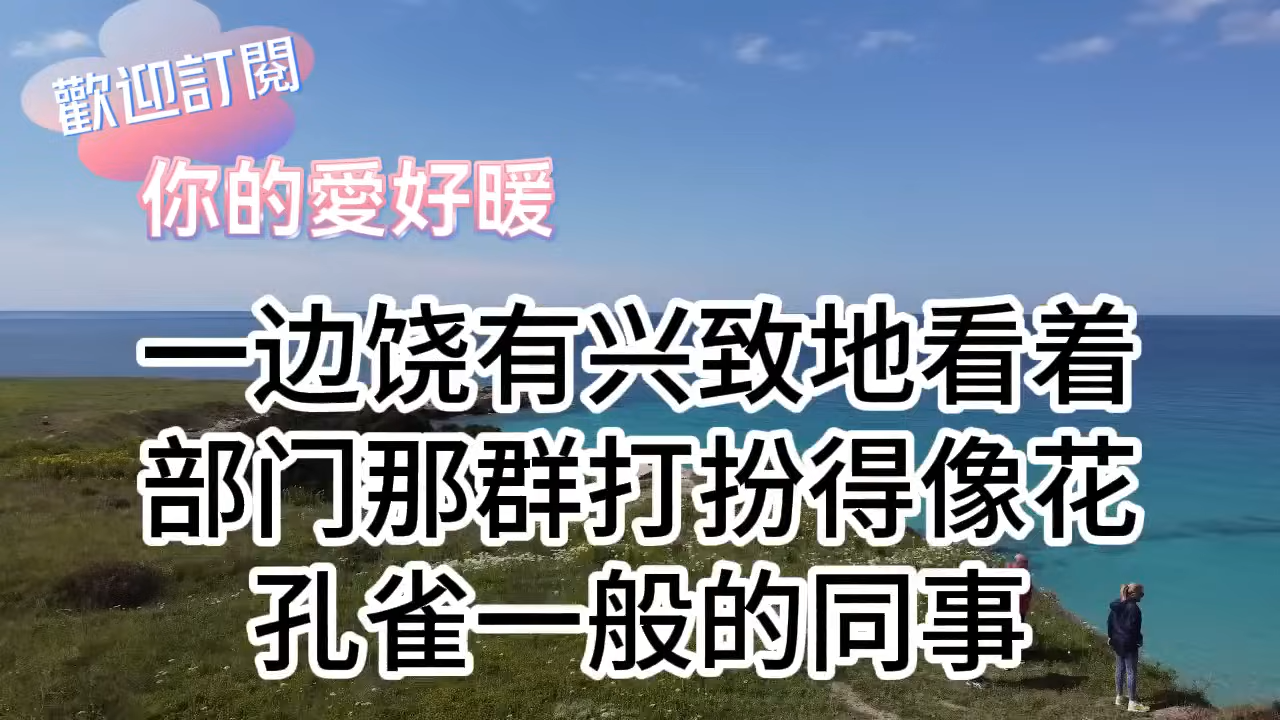 歡迎訂閱
你的愛好暖
一边饶有兴致地看着
部门那群打扮得像花
孔雀一般的同事